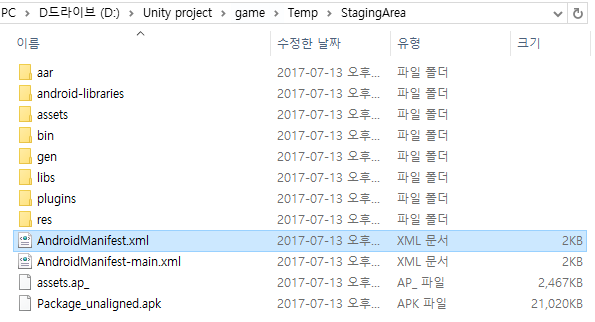 PC > D드라이브 (D:) > Unity project > game > Temp > StagingArea
이름 수정한 날짜 유형 크기
aar 2017-07-13 오후... 파일 폴더
android-libraries 2017-07-13 오후... 파일 폴더
assets 2017-07-13 오후... 파일 폴더
bin 2017-07-13 오후... 파일 폴더
gen 2017-07-13 오후... 파일 폴더
libs 2017-07-13 오후... 파일 폴더
plugins 2017-07-13 오후... 파일 폴더
res 2017-07-13 오후... 파일 폴더
AndroidManifest.xml 2017-07-13 오후... XML 문서 2KB
AndroidManifest-main.xml 2017-07-13 오후... XML 문서 2KB
assets.ap_ 2017-07-13 오후... AP_ 파일 2,467KB
Package_unaligned.apk 2017-07-13 오후... APK 파일 21,020KB